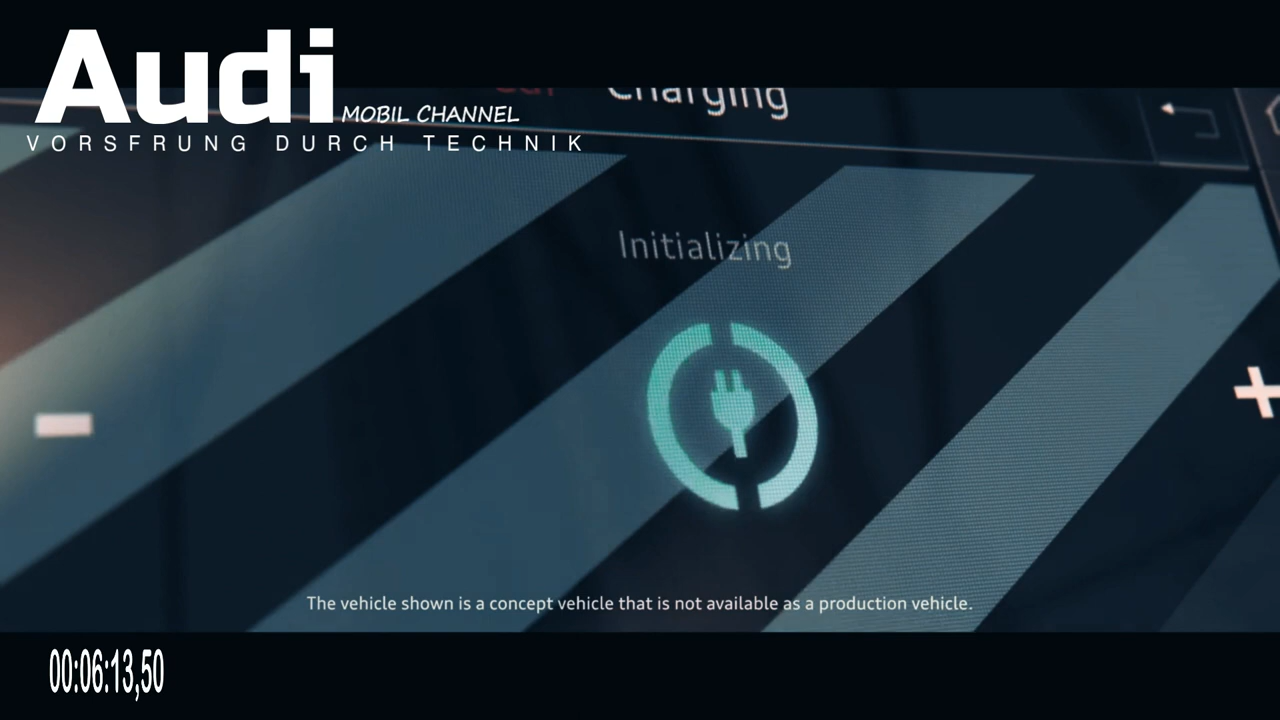 Audi
MOBIL CHANNEL
VORSFRUNG DURCH TECHNIK
Charging
Initializing
The vehicle shown is a concept vehicle that is not available as a production vehicle.
00:06:13,50